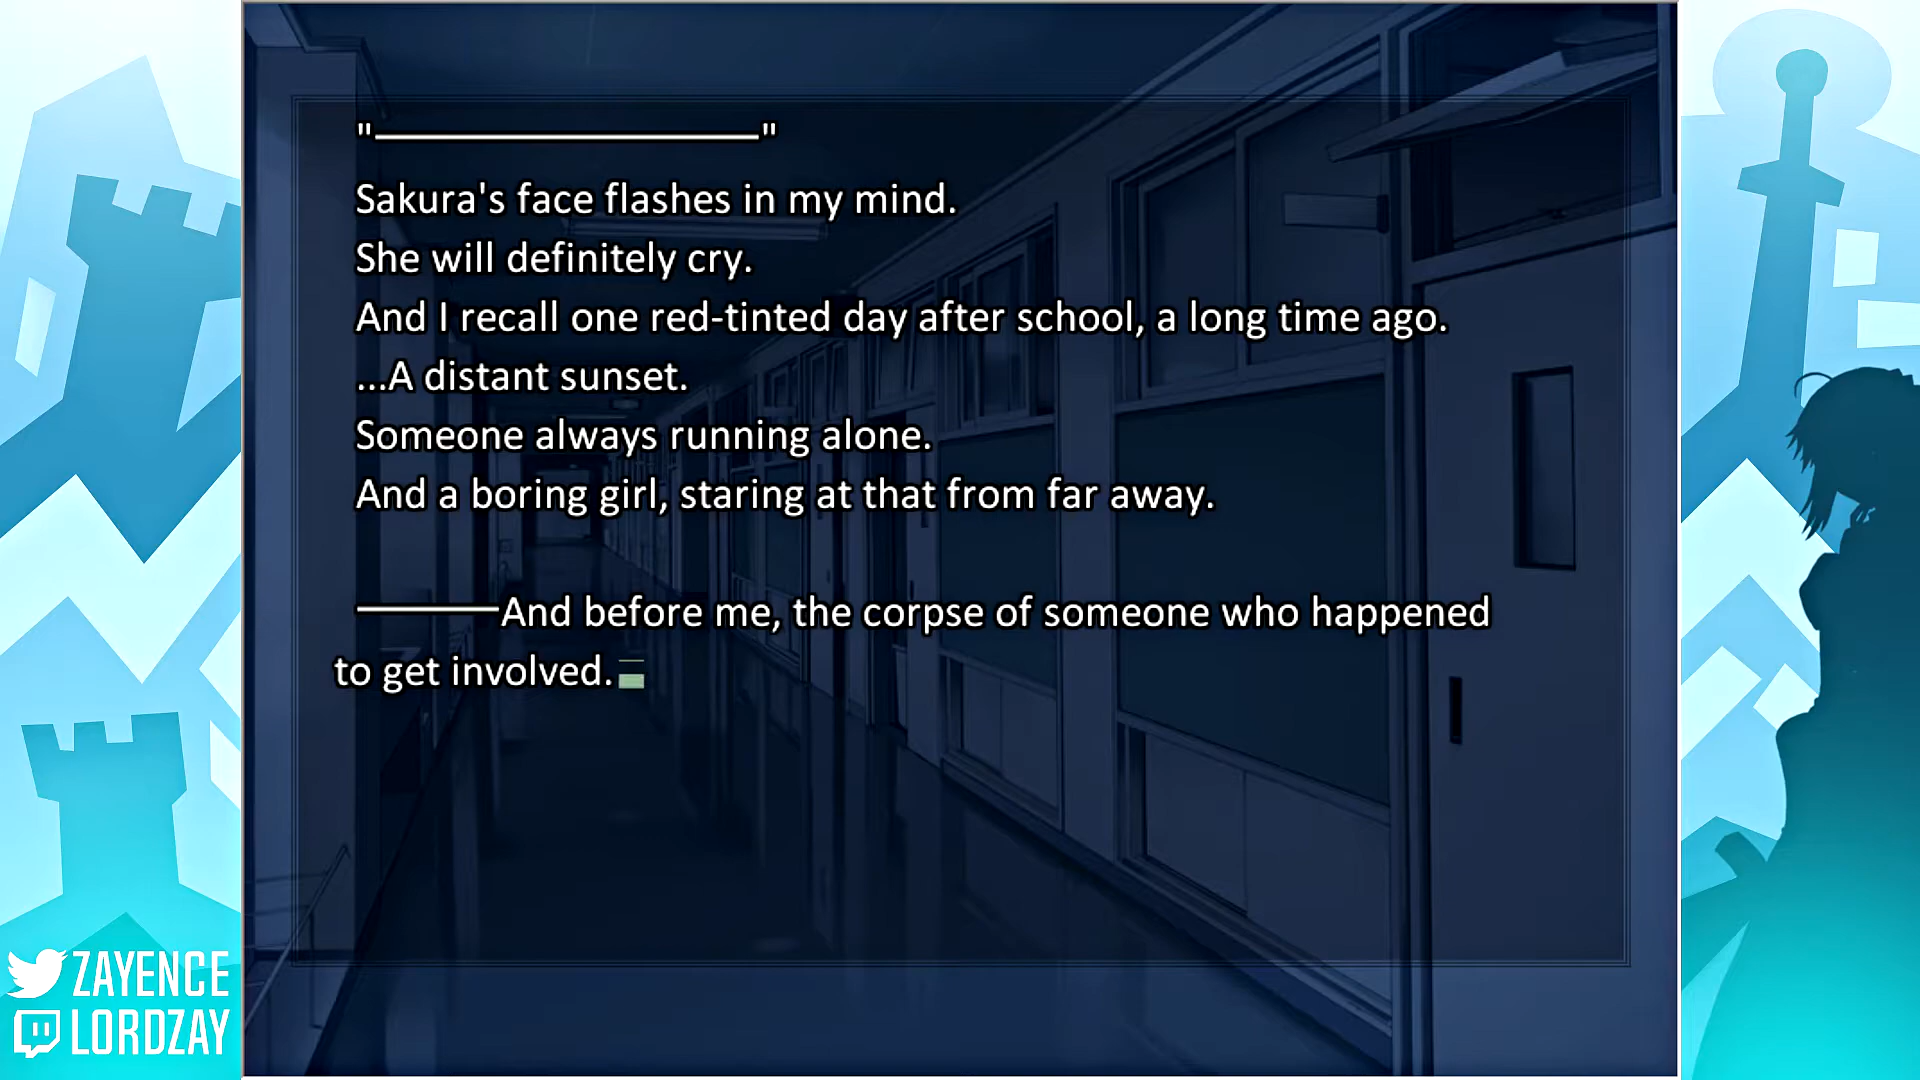 "――――――――"
Sakura's face flashes in my mind.
She will definitely cry.
And I recall one red-tinted day after school, a long time ago.
...A distant sunset.
Someone always running alone.
And a boring girl, staring at that from far away.
―――And before me, the corpse of someone who happened
to get involved.
ZAYENCE
LORDZAY